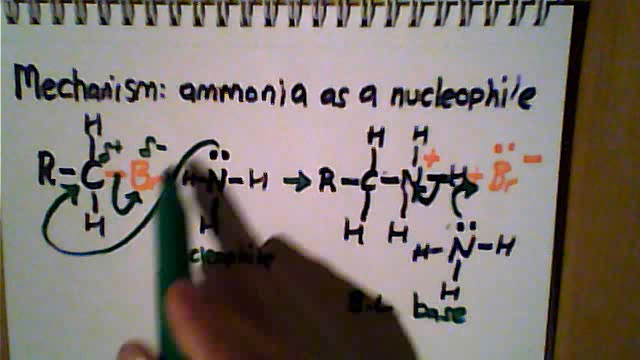 Mechanism: ammonia as a nucleophile
H H H
R-C-Br H-N-H → R-C-N-H + Br -
δ+ δ- +
H H H H
H-N-H
H
base